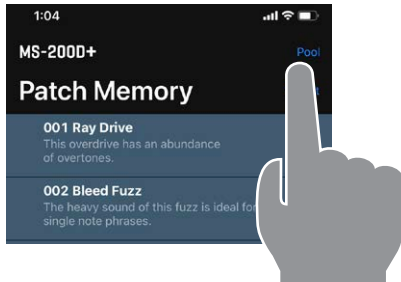 1:04
MS-200D+
Pool
Patch Memory
001 Ray Drive
This overdrive has an abundance
of overtones.
002 Bleed Fuzz
The heavy sound of this fuzz is ideal for
single note phrases.